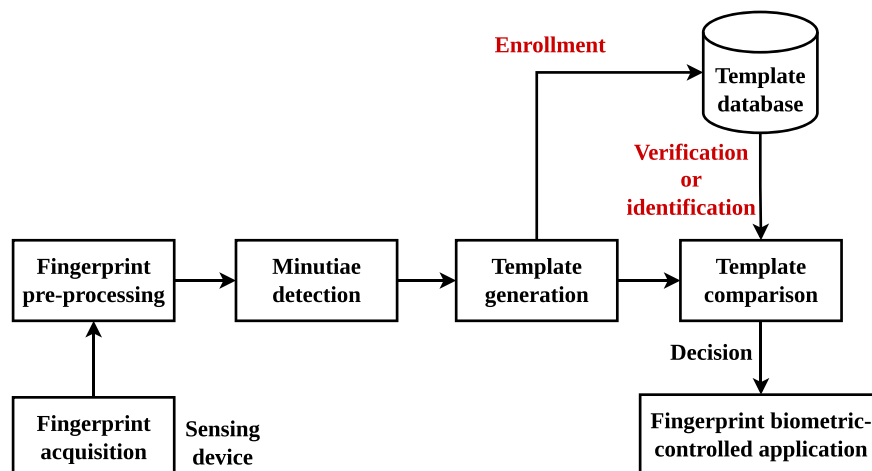 Enrollment
Template
database
Verification
or
identification
Fingerprint
pre-processing
Minutiae
detection
Template
generation
Template
comparison
Decision
Fingerprint
acquisition
Sensing
device
Fingerprint biometric-
controlled application